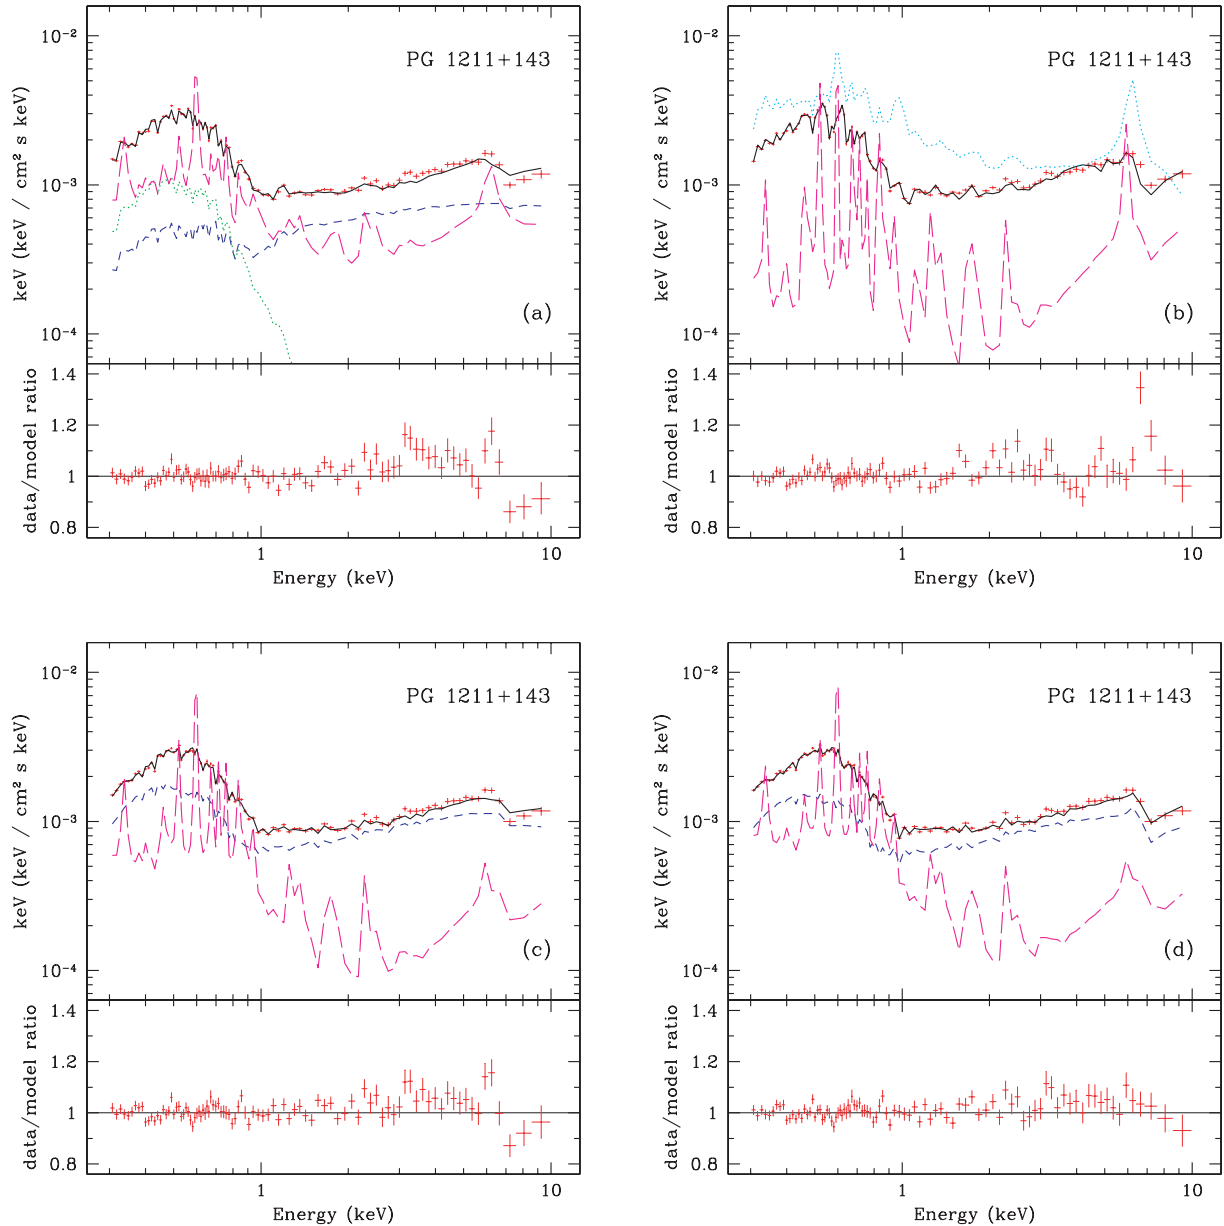 10⁻²
10⁻³
10⁻⁴
keV (keV / cm² s keV)
PG 1211+143
(a)
1.4
1.2
1
0.8
data/model ratio
1
10
Energy (keV)
10⁻²
10⁻³
10⁻⁴
keV (keV / cm² s keV)
PG 1211+143
(b)
1.4
1.2
1
0.8
data/model ratio
1
10
Energy (keV)
10⁻²
10⁻³
10⁻⁴
keV (keV / cm² s keV)
PG 1211+143
(c)
1.4
1.2
1
0.8
data/model ratio
1
10
Energy (keV)
10⁻²
10⁻³
10⁻⁴
keV (keV / cm² s keV)
PG 1211+143
(d)
1.4
1.2
1
0.8
data/model ratio
1
10
Energy (keV)